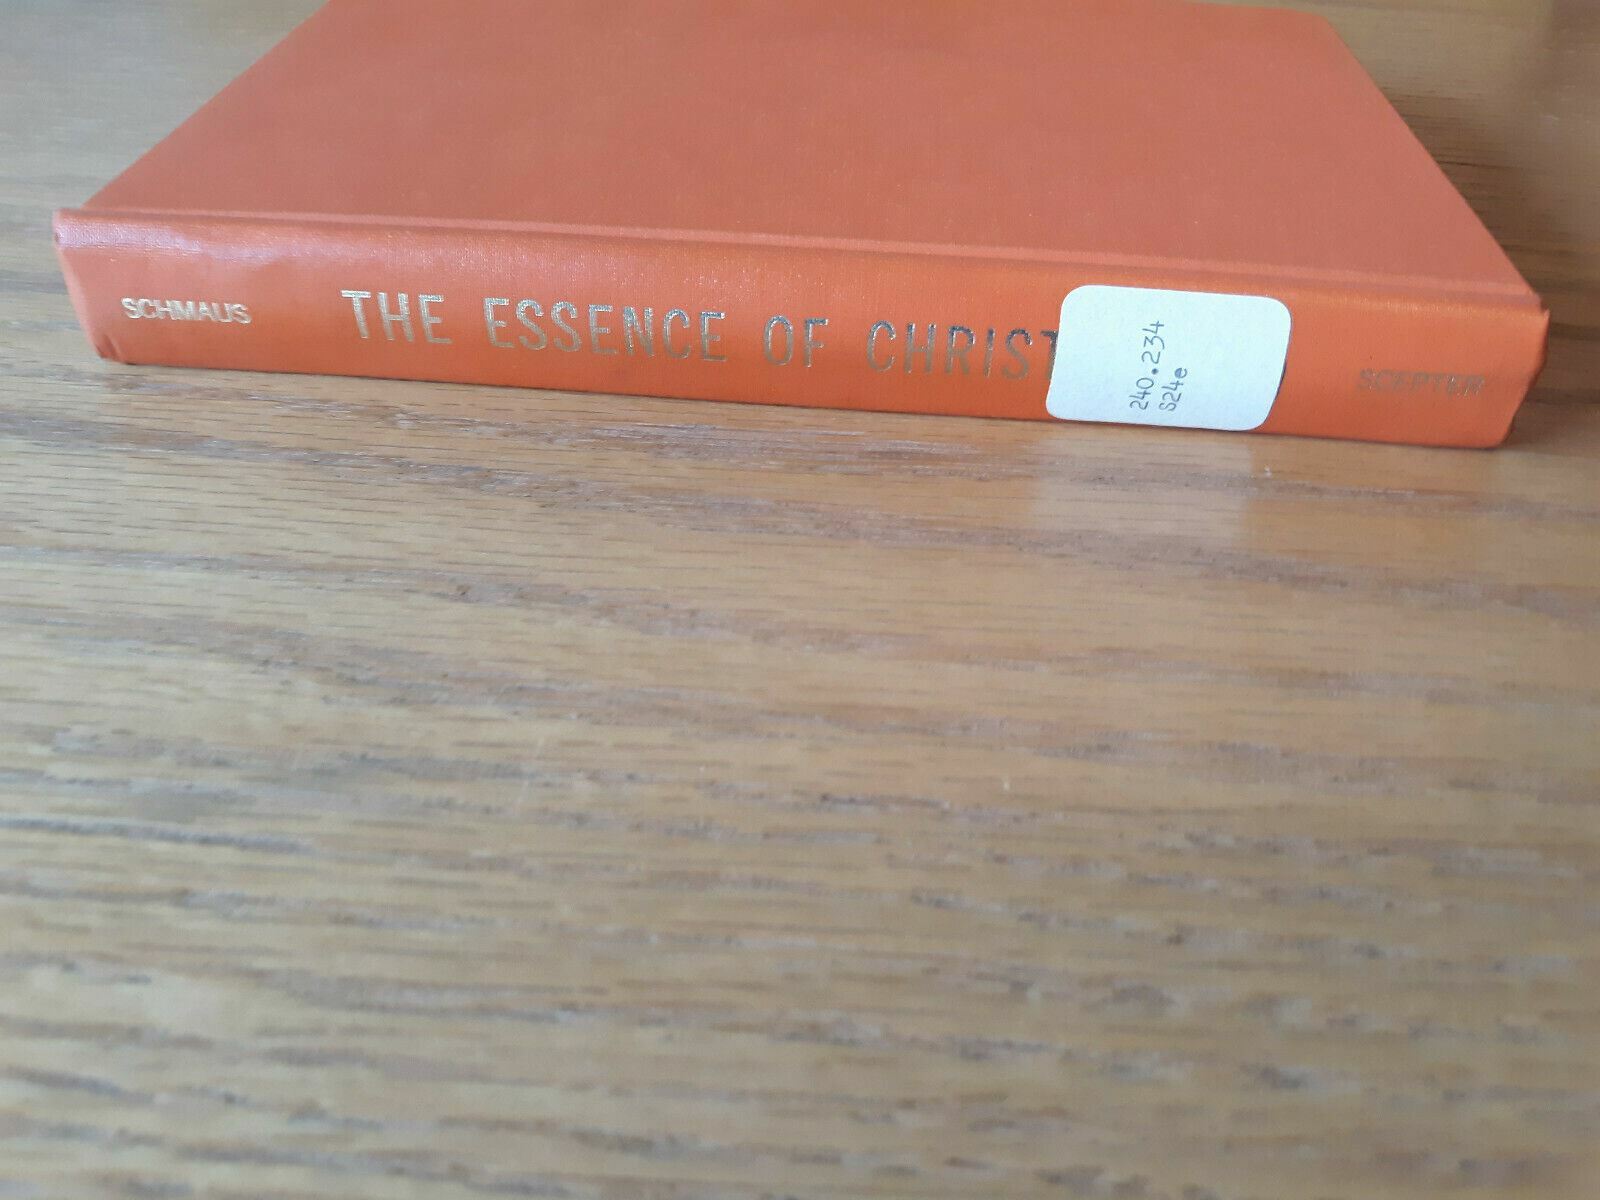 SCHMAUS
THE ESSENCE OF CHRIST
240.234
S24e
SCEPTER